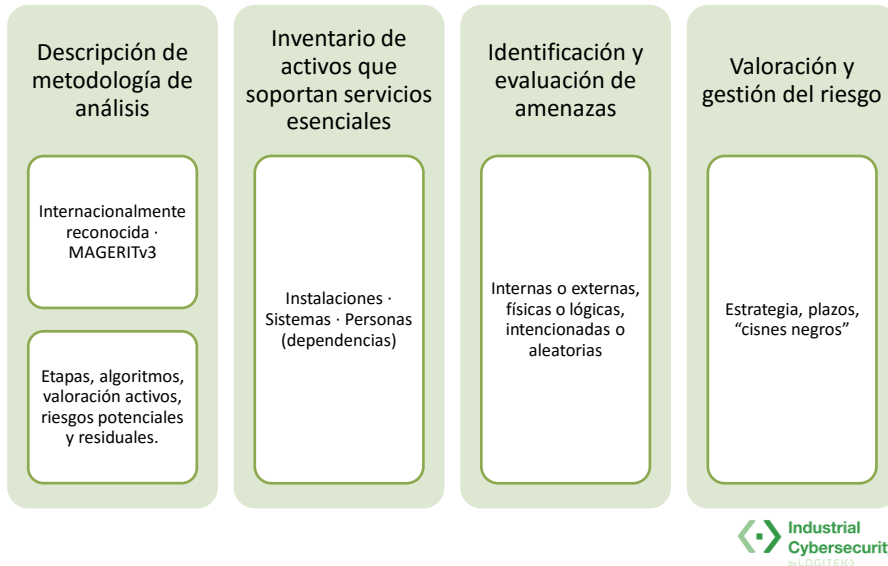 Descripción de
metodología de
análisis
Internacionalmente
reconocida ·
MAGERITv3
Etapas, algoritmos,
valoración activos,
riesgos potenciales
y residuales.
Inventario de
activos que
soportan servicios
esenciales
Instalaciones ·
Sistemas · Personas
(dependencias)
Identificación y
evaluación de
amenazas
Internas o externas,
físicas o lógicas,
intencionadas o
aleatorias
Valoración y
gestión del riesgo
Estrategia, plazos,
“cisnes negros”
Industrial
Cybersecurit
by LOGITEK